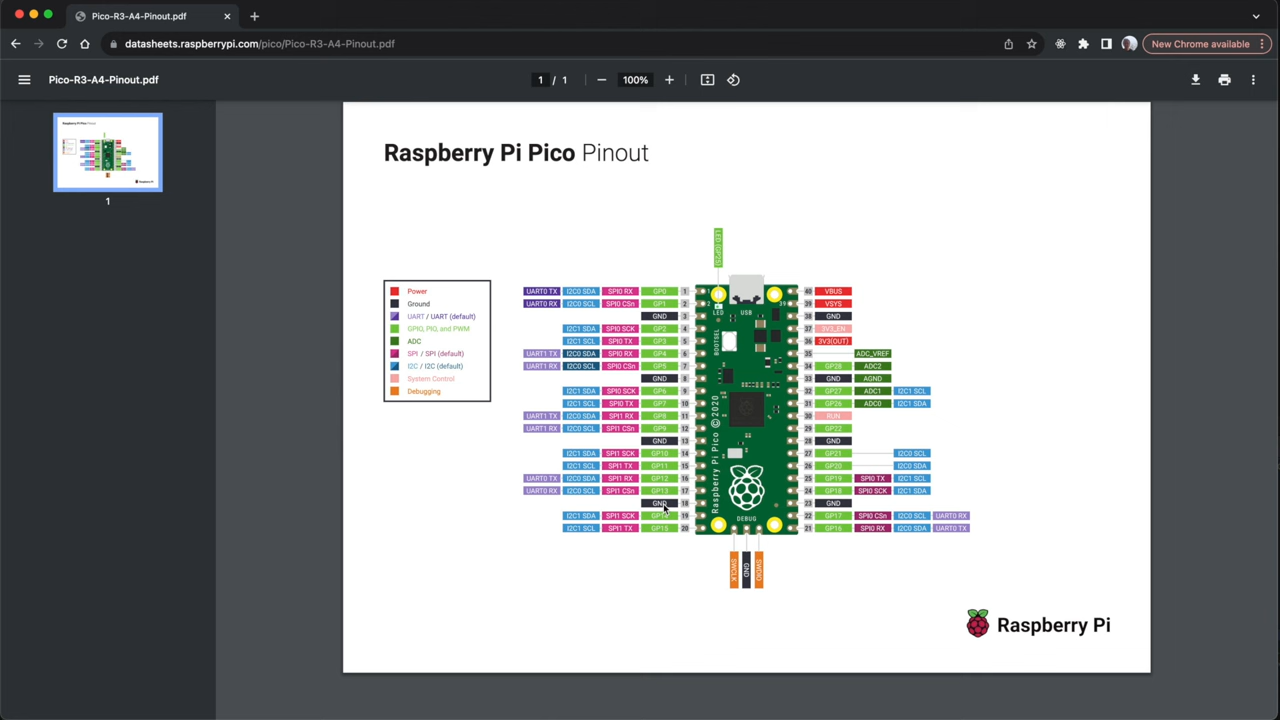 Pico-R3-A4-Pinout.pdf
datasheets.raspberrypi.com/pico/Pico-R3-A4-Pinout.pdf
New Chrome available
Pico-R3-A4-Pinout.pdf
1 / 1
100%
1
Raspberry Pi Pico Pinout
LED (GP25)
Power
Ground
UART / UART (default)
GPIO, PIO, and PWM
ADC
SPI / SPI (default)
I2C / I2C (default)
System Control
Debugging
UART0 TX I2C0 SDA SPI0 RX GP0 1 40 VBUS
UART0 RX I2C0 SCL SPI0 CSn GP1 2 39 VSYS
GND 3 38 GND
I2C1 SDA SPI0 SCK GP2 4 37 3V3_EN
I2C1 SCL SPI0 TX GP3 5 36 3V3(OUT)
UART1 TX I2C0 SDA SPI0 RX GP4 6 35 ADC_VREF
UART1 RX I2C0 SCL SPI0 CSn GP5 7 34 GP28 ADC2
GND 8 33 GND AGND
I2C1 SDA SPI0 SCK GP6 9 32 GP27 ADC1 I2C1 SCL
I2C1 SCL SPI0 TX GP7 10 31 GP26 ADC0 I2C1 SDA
UART1 TX I2C0 SDA SPI1 RX GP8 11 30 RUN
UART1 RX I2C0 SCL SPI1 CSn GP9 12 29 GP22
GND 13 28 GND
I2C1 SDA SPI1 SCK GP10 14 27 GP21 I2C0 SCL
I2C1 SCL SPI1 TX GP11 15 26 GP20 I2C0 SDA
UART0 TX I2C0 SDA SPI1 RX GP12 16 25 GP19 SPI0 TX I2C1 SCL
UART0 RX I2C0 SCL SPI1 CSn GP13 17 24 GP18 SPI0 SCK I2C1 SDA
GND 18 23 GND
I2C1 SDA SPI1 SCK GP14 19 22 GP17 SPI0 CSn I2C0 SCL UART0 RX
I2C1 SCL SPI1 TX GP15 20 21 GP16 SPI0 RX I2C0 SDA UART0 TX
2
39
LED
USB
BOOTSEL
Raspberry Pi Pico © 2020
DEBUG
SWCLK
GND
SWDIO
Raspberry Pi